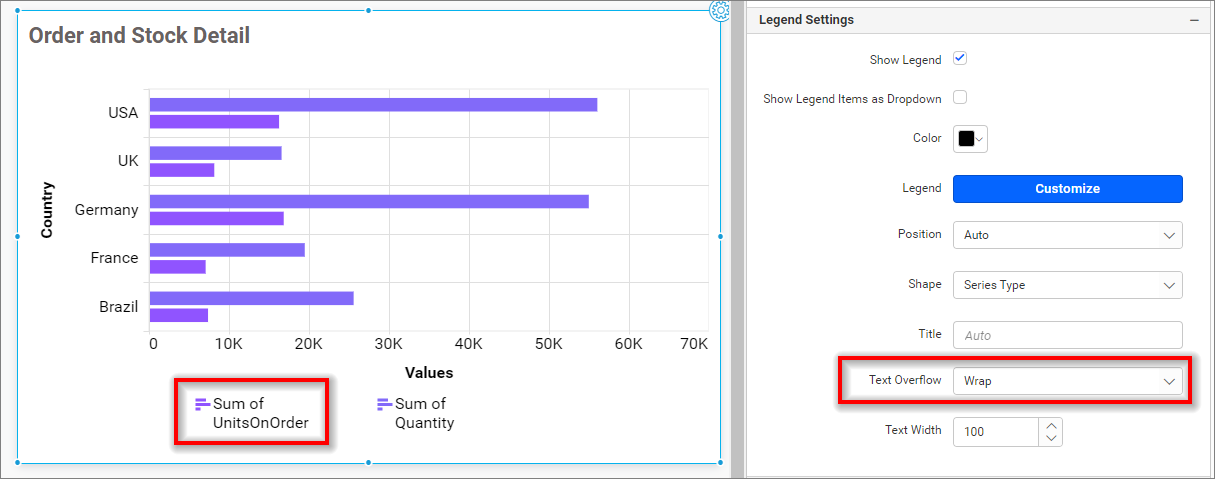 Order and Stock Detail
Country
USA
UK
Germany
France
Brazil
0 10K 20K 30K 40K 50K 60K 70K
Values
Sum of
UnitsOnOrder
Sum of
Quantity
Legend Settings
Show Legend
Show Legend Items as Dropdown
Color
Legend Customize
Position Auto
Shape Series Type
Title Auto
Text Overflow Wrap
Text Width 100